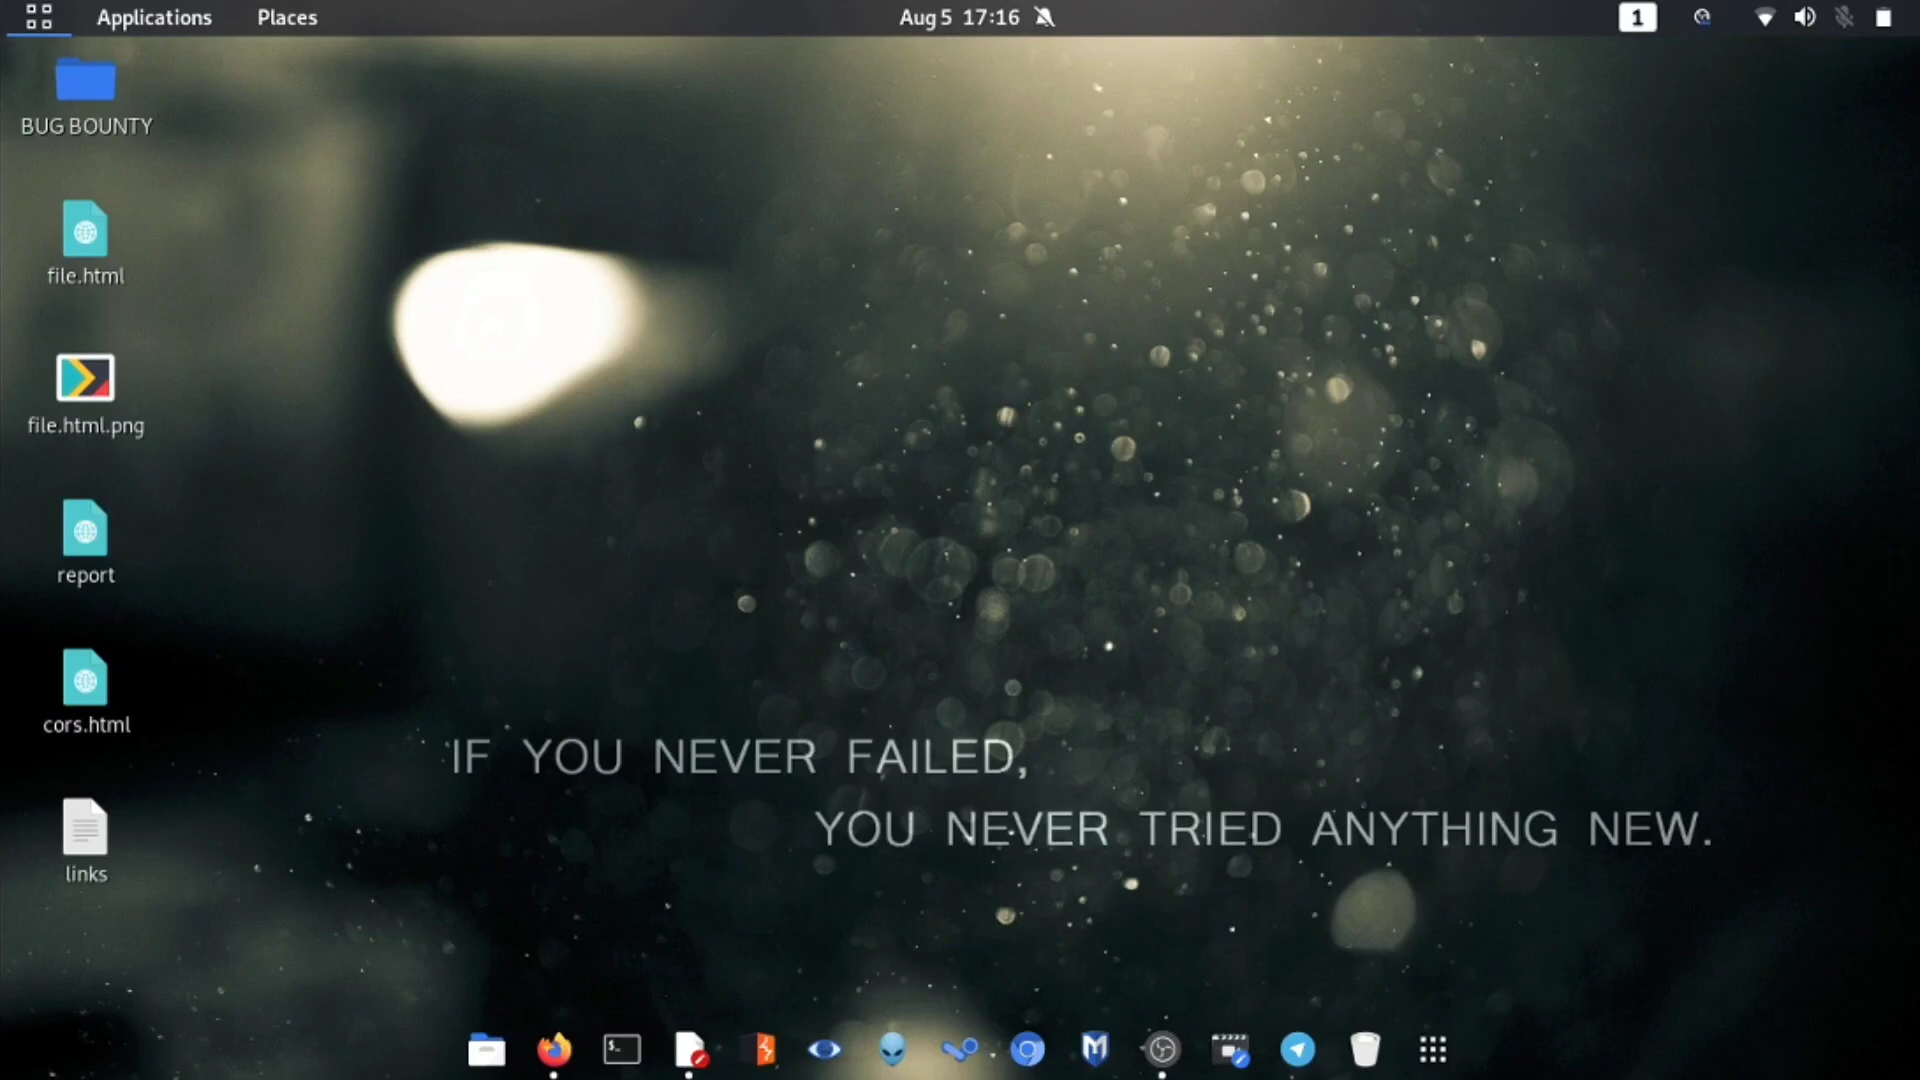 Applications Places Aug 5 17:16 1
BUG BOUNTY
file.html
file.html.png
report
cors.html
links
IF YOU NEVER FAILED,
YOU NEVER TRIED ANYTHING NEW.
$_